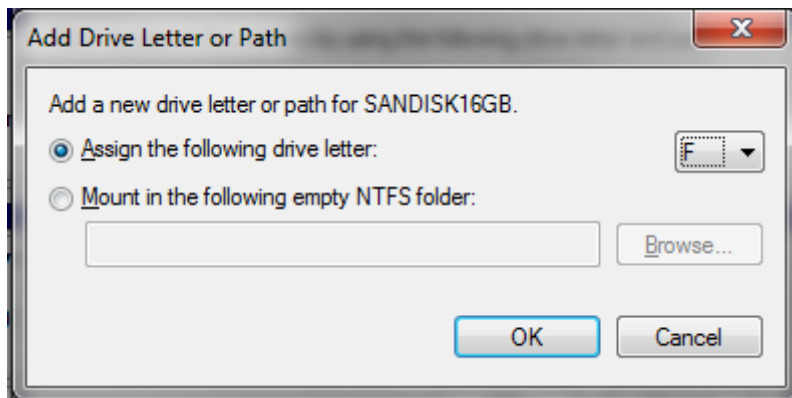 Add Drive Letter or Path
Add a new drive letter or path for SANDISK16GB.
Assign the following drive letter:
F
Mount in the following empty NTFS folder:
Browse...
OK
Cancel